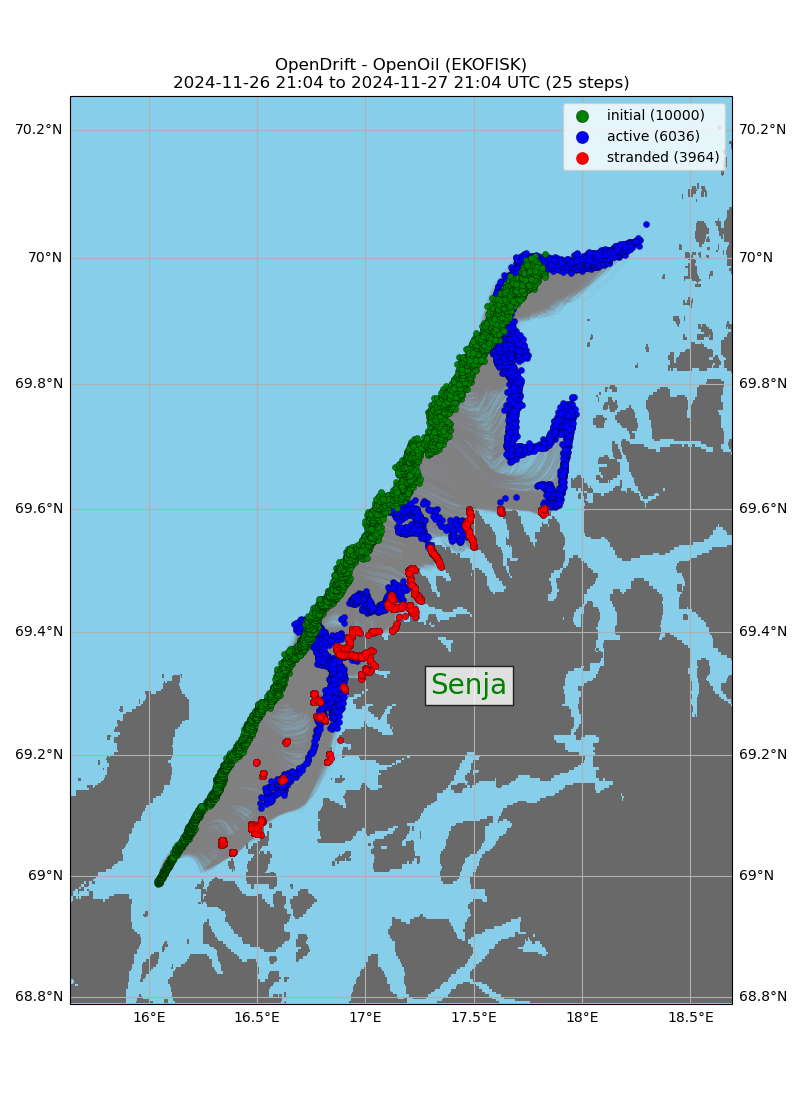 OpenDrift - OpenOil (EKOFISK)
2024-11-26 21:04 to 2024-11-27 21:04 UTC (25 steps)
initial (10000)
active (6036)
stranded (3964)
70.2°N 70.2°N
70°N 70°N
69.8°N 69.8°N
69.6°N 69.6°N
69.4°N 69.4°N
Senja
69.2°N 69.2°N
69°N 69°N
68.8°N 68.8°N
16°E 16.5°E 17°E 17.5°E 18°E 18.5°E